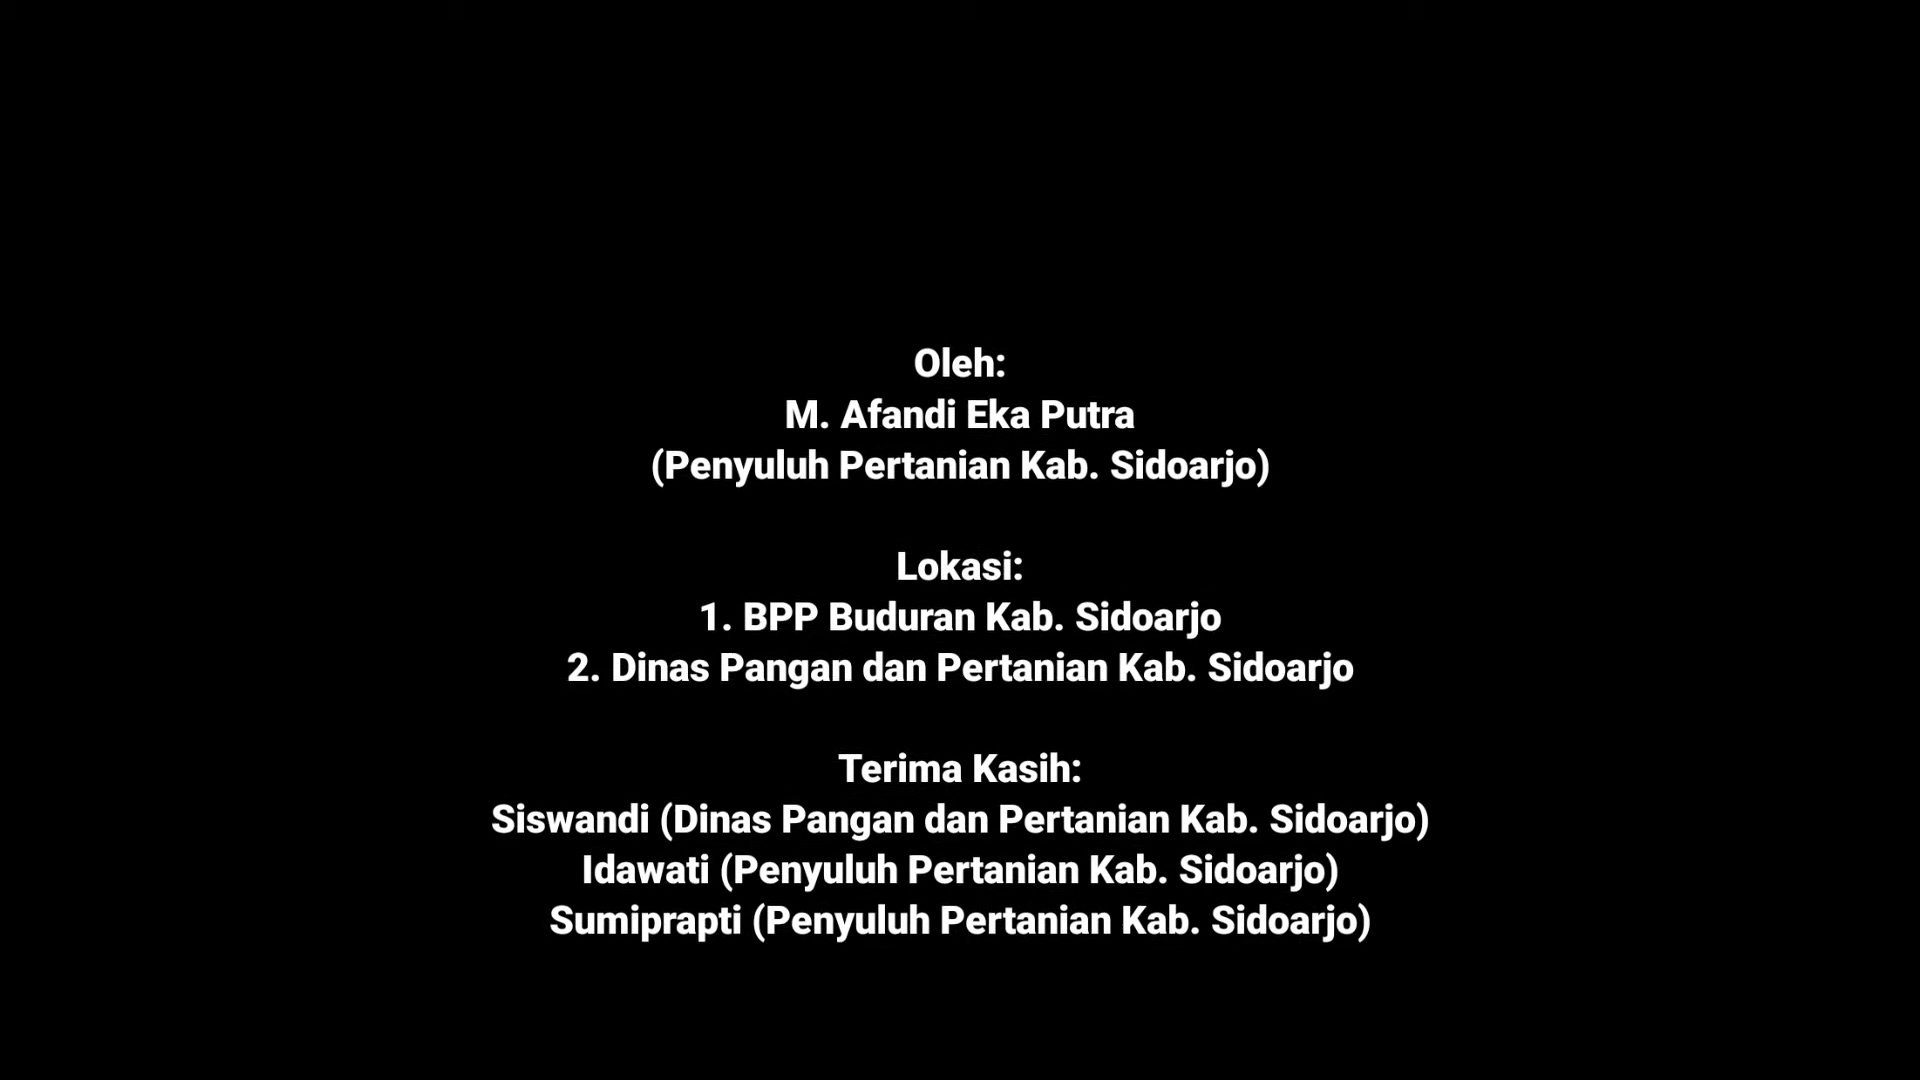 Oleh:
M. Afandi Eka Putra
(Penyuluh Pertanian Kab. Sidoarjo)
Lokasi:
1. BPP Buduran Kab. Sidoarjo
2. Dinas Pangan dan Pertanian Kab. Sidoarjo
Terima Kasih:
Siswandi (Dinas Pangan dan Pertanian Kab. Sidoarjo)
Idawati (Penyuluh Pertanian Kab. Sidoarjo)
Sumiprapti (Penyuluh Pertanian Kab. Sidoarjo)